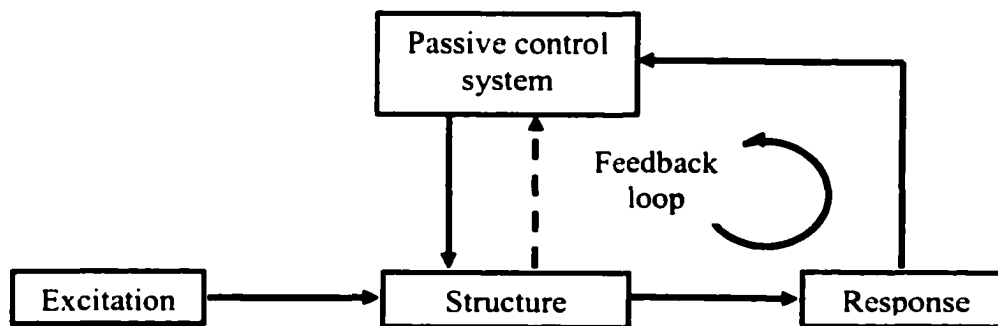 Passive control
system
Feedback
loop
Excitation
Structure
Response